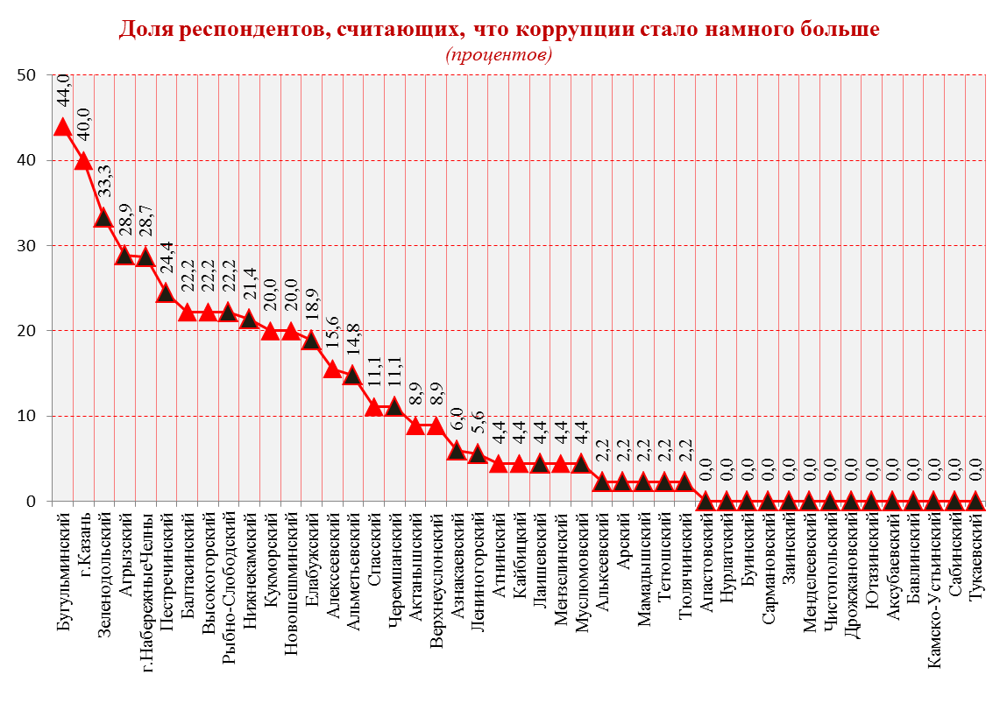 Доля респондентов, считающих, что коррупции стало намного больше
(процентов)
50
40
30
20
10
0
44,0
40,0
33,3
28,9
28,7
24,4
22,2
22,2
22,2
21,4
20,0
20,0
18,9
15,6
14,8
11,1
11,1
8,9
8,9
6,0
5,6
4,4
4,4
4,4
4,4
4,4
2,2
2,2
2,2
2,2
2,2
0,0
0,0
0,0
0,0
0,0
0,0
0,0
0,0
0,0
0,0
0,0
0,0
0,0
0,0
Бугульминский
г.Казань
Зеленодольский
Агрызский
г.НабережныеЧелны
Пестречинский
Балтасинский
Высокогорский
Рыбно-Слободский
Нижнекамский
Кукморский
Новошешминский
Елабужский
Алексеевский
Альметьевский
Спасский
Черемшанский
Актанышский
Верхнеуслонский
Азнакаевский
Лениногорский
Атнинский
Кайбицкий
Лаишевский
Мензелинский
Муслюмовский
Алькеевский
Арский
Мамадышский
Тетюшский
Тюлячинский
Апастовский
Нурлатский
Буинский
Сармановский
Заинский
Менделеевский
Чистопольский
Дрожжановский
Ютазинский
Аксубаевский
Бавлинский
Камско-Устьинский
Сабинский
Тукаевский